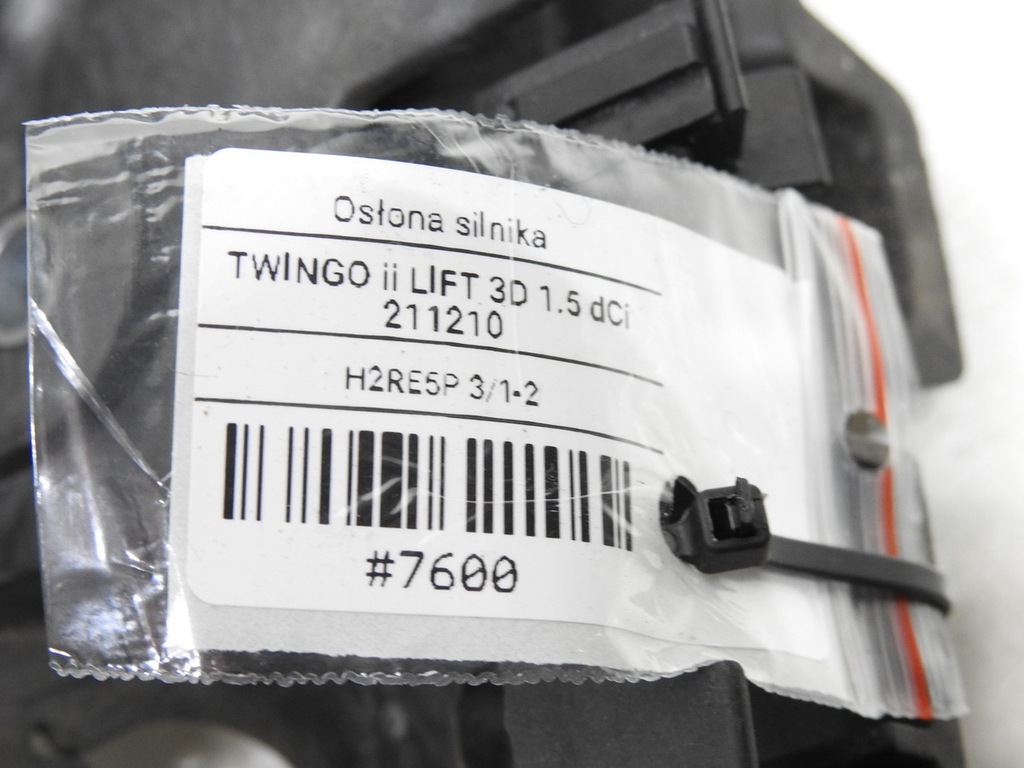 Osłona silnika
TWINGO ii LIFT 3D 1.5 dCi
211210
H2RE5P 3/1-2
#7600